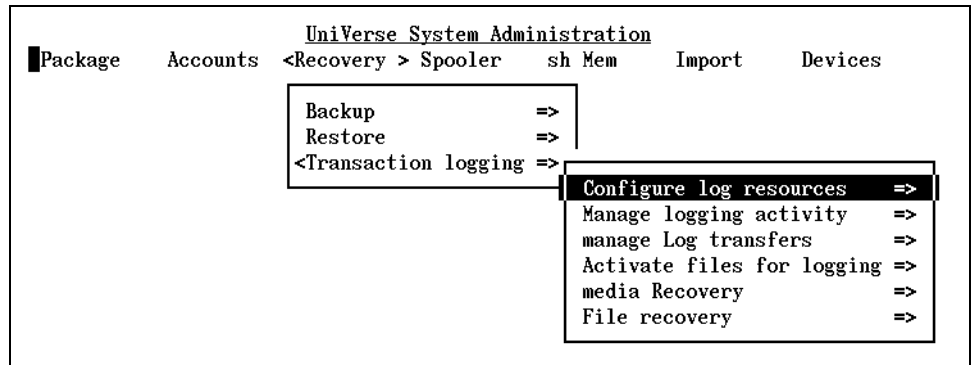 UniVerse System Administration
Package Accounts <Recovery > Spooler sh Mem Import Devices
Backup =>
Restore =>
<Transaction logging =>
Configure log resources =>
Manage logging activity =>
manage Log transfers =>
Activate files for logging =>
media Recovery =>
File recovery =>